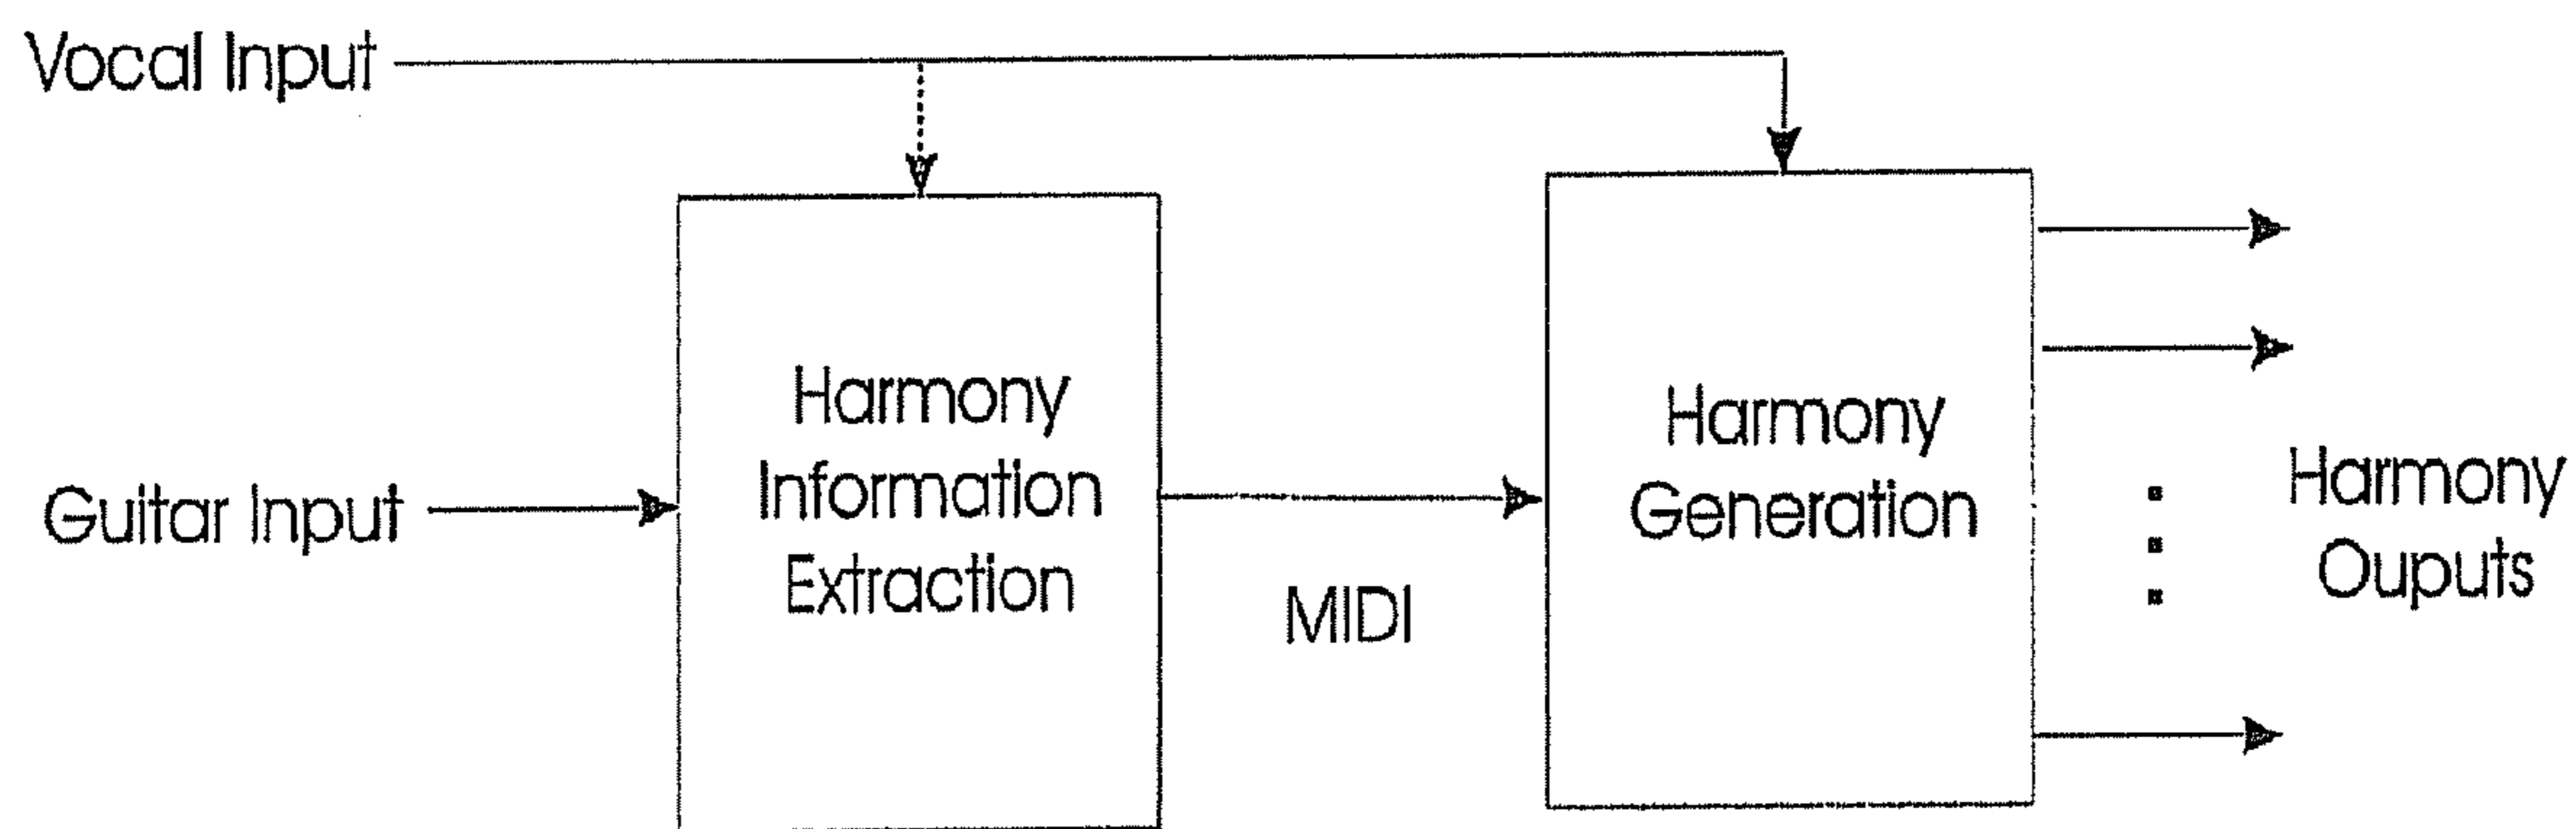 Vocal Input
Guitar Input
Harmony
Information
Extraction
MIDI
Harmony
Generation
Harmony
Ouputs